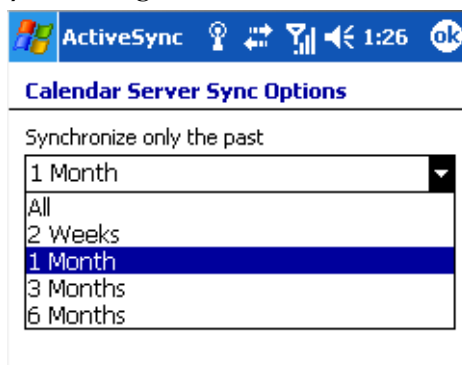 ActiveSync 1:26 ok
Calendar Server Sync Options
Synchronize only the past
1 Month
All
2 Weeks
1 Month
3 Months
6 Months